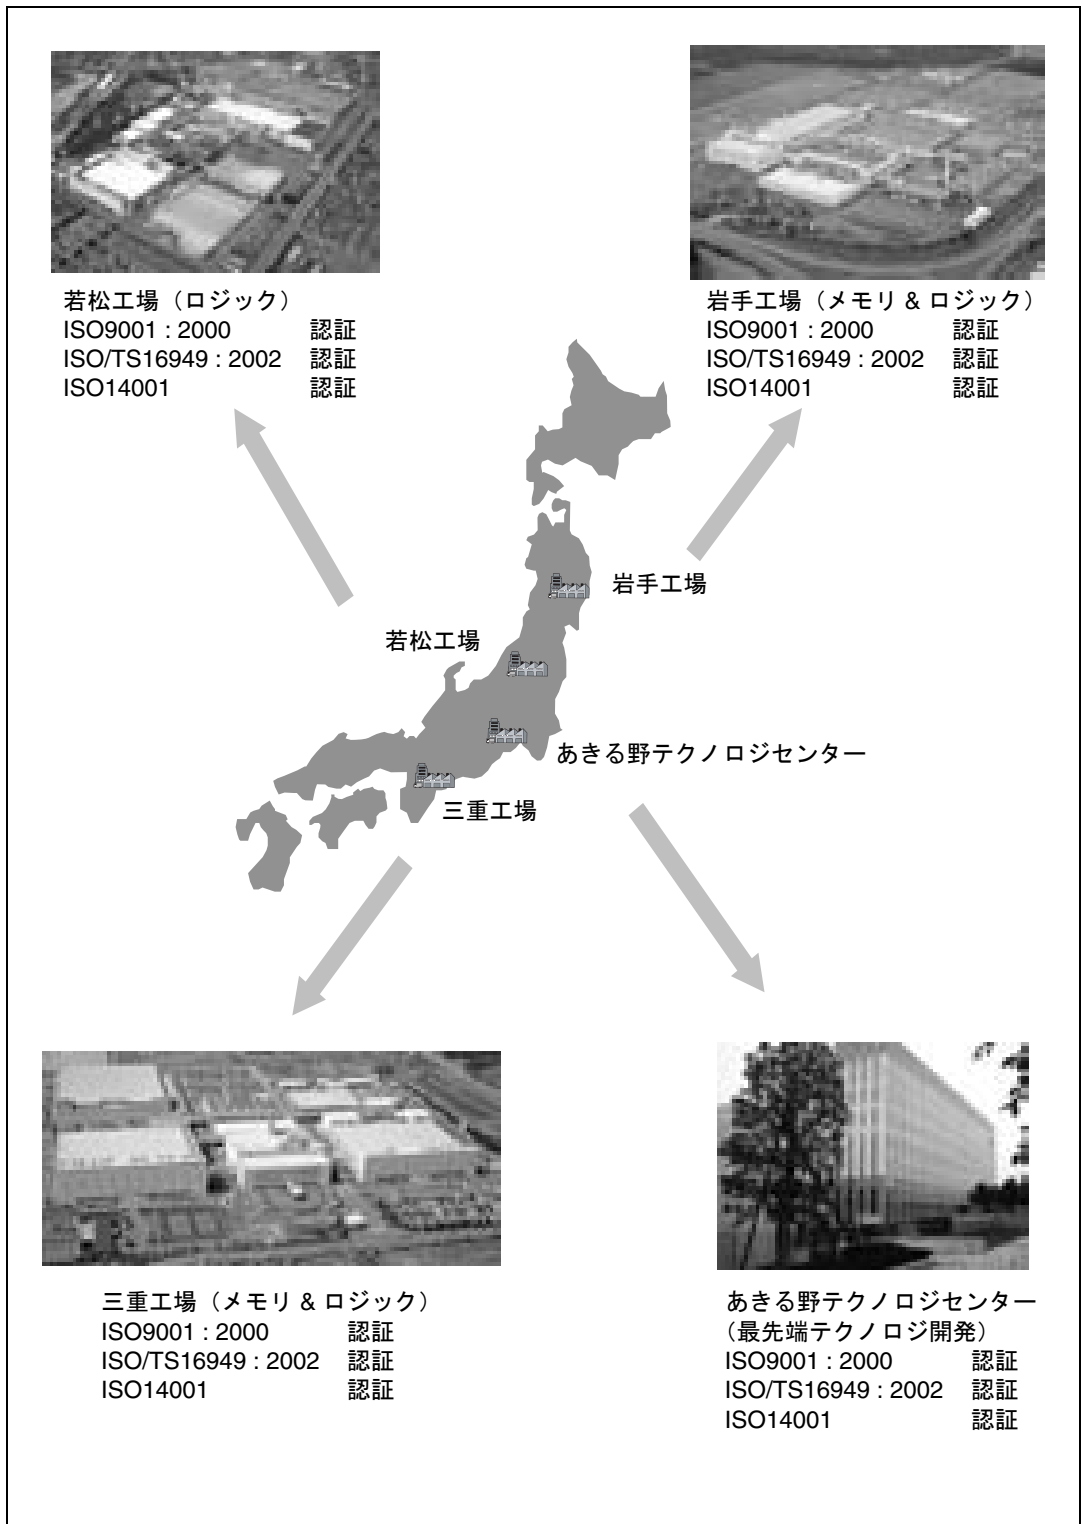 若松工場（ロジック）
ISO9001 : 2000 認証
ISO/TS16949 : 2002 認証
ISO14001 認証
岩手工場（メモリ & ロジック）
ISO9001 : 2000 認証
ISO/TS16949 : 2002 認証
ISO14001 認証
岩手工場
若松工場
あきる野テクノロジセンター
三重工場
三重工場（メモリ & ロジック）
ISO9001 : 2000 認証
ISO/TS16949 : 2002 認証
ISO14001 認証
あきる野テクノロジセンター
（最先端テクノロジ開発）
ISO9001 : 2000 認証
ISO/TS16949 : 2002 認証
ISO14001 認証